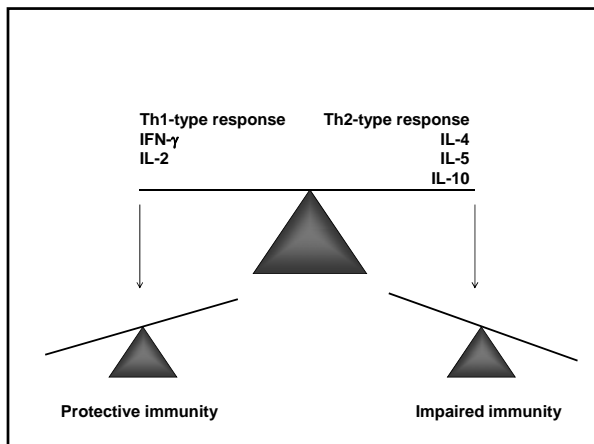 Th1-type response
IFN-γ
IL-2
Th2-type response
IL-4
IL-5
IL-10
Protective immunity
Impaired immunity